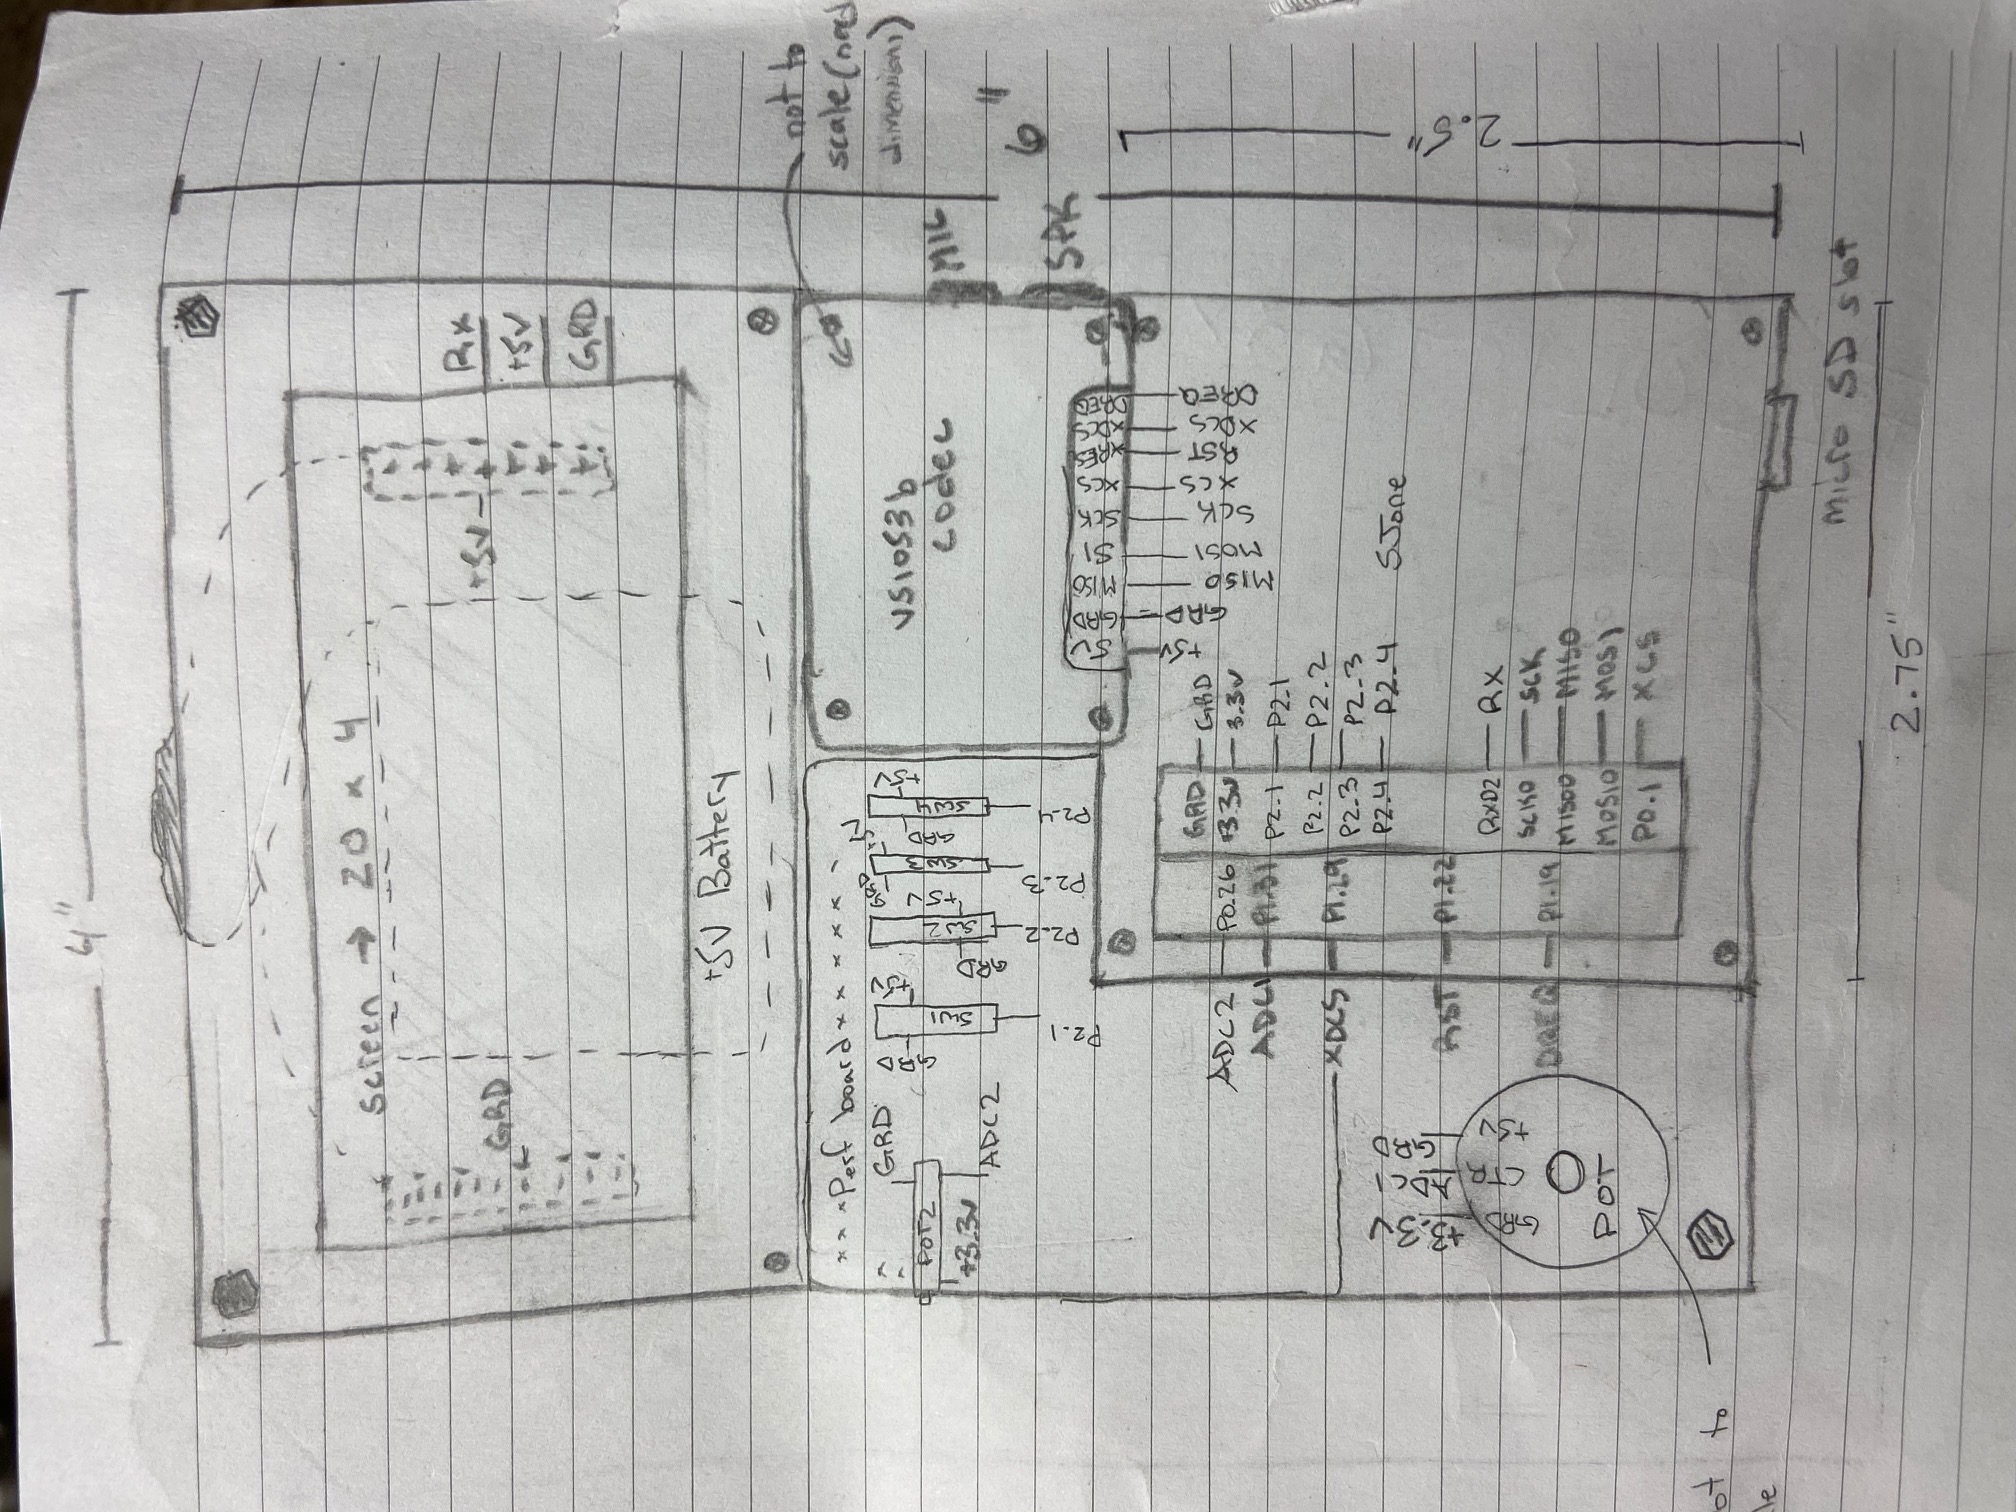 4"
screen → 20 x 4
GRD
+5V
Rx
+5V
GRD
+5V Battery
not to
scale (need
dimensions)
x x x Perf board x x x x x
GRD
POT2
+3.3V
ADC2
GRD
SW1
+5V
P2.1
GRD
SW2
+5V
P2.2
GRD
SW3
+5V
P2.3
GRD
SW4
+5V
P2.4
VS1053b
codec
MIC
SPK
6"
5V
GRD
MISO
SI
SCK
XCS
XRES
XDCS
DREQ
+5V
GRD
MISO
MOSI
SCK
XCS
RST
XDCS
DREQ
GRD GRD
ADC2 P0.26 +3.3V 3.3V
ADC1 P1.31 P2.1 P2.1
P2.2 P2.2
XDCS P1.29 P2.3 P2.3
P2.4 P2.4
SJone
RST P1.22
RXD2 RX
SCK0 SCK
DREQ P1.19 MISO0 MISO
MOSI0 MOSI
P0.1 XCS
2.5"
+3.3V
ADC1
GRD
GRD
CTR
+5V
POT
to
micro SD slot
2.75"